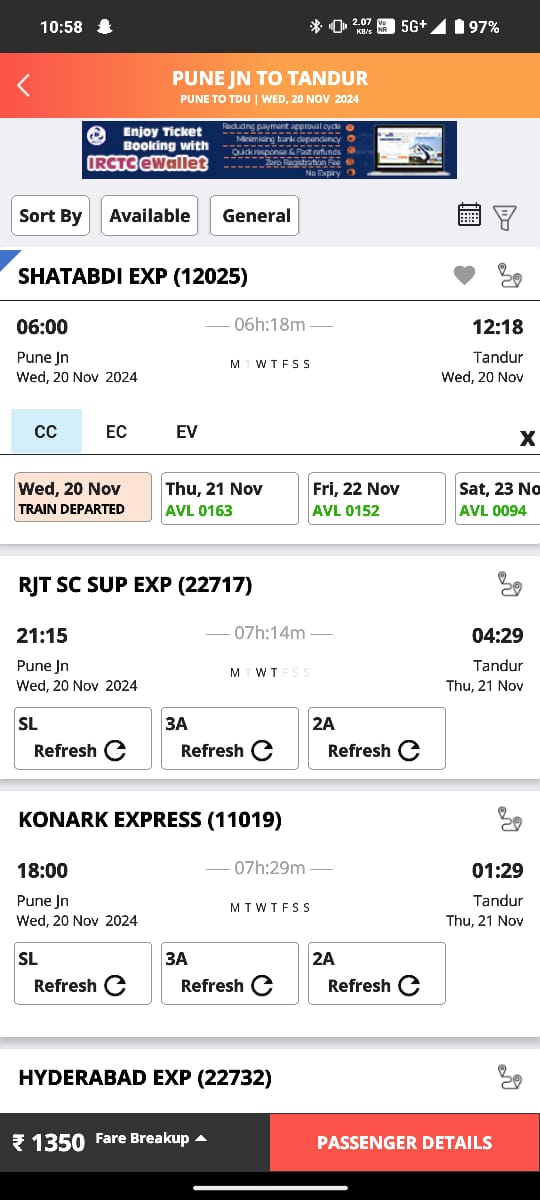 10:58 2.07 KB/s Vo NR 5G+ 97%
PUNE JN TO TANDUR
PUNE TO TDU | WED, 20 NOV 2024
Enjoy Ticket
Booking with
IRCTC eWallet
Reducing payment approval cycle
Minimising bank dependency
Quick response & Fast refunds
Zero Registration Fee
No Expiry
Sort By Available General
SHATABDI EXP (12025)
06:00 06h:18m 12:18
Pune Jn M T W T F S S Tandur
Wed, 20 Nov 2024 Wed, 20 Nov
CC EC EV X
Wed, 20 Nov Thu, 21 Nov Fri, 22 Nov Sat, 23 No
TRAIN DEPARTED AVL 0163 AVL 0152 AVL 0094
RJT SC SUP EXP (22717)
21:15 07h:14m 04:29
Pune Jn M T W T F S S Tandur
Wed, 20 Nov 2024 Thu, 21 Nov
SL 3A 2A
Refresh Refresh Refresh
KONARK EXPRESS (11019)
18:00 07h:29m 01:29
Pune Jn M T W T F S S Tandur
Wed, 20 Nov 2024 Thu, 21 Nov
SL 3A 2A
Refresh Refresh Refresh
HYDERABAD EXP (22732)
₹ 1350 Fare Breakup PASSENGER DETAILS